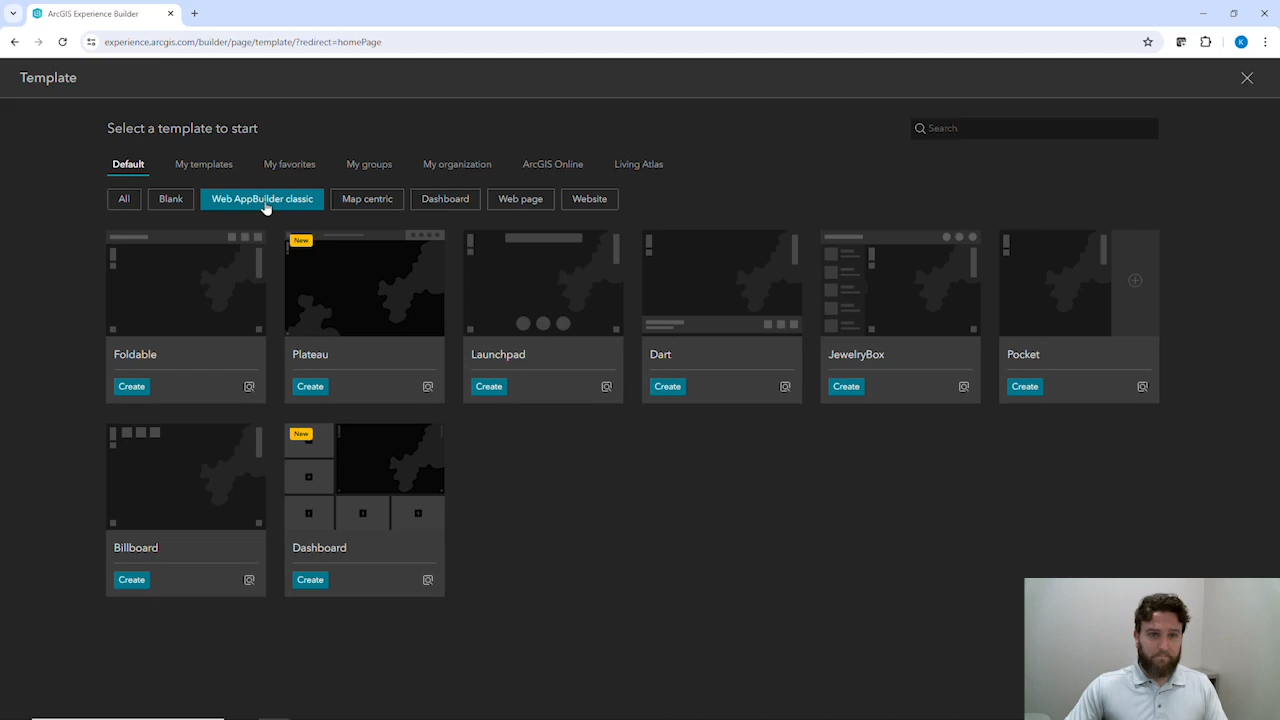 ArcGIS Experience Builder
experience.arcgis.com/builder/page/template/?redirect=homePage
K
Template
Select a template to start
Search
Default My templates My favorites My groups My organization ArcGIS Online Living Atlas
All Blank Web AppBuilder classic Map centric Dashboard Web page Website
New
Foldable Plateau Launchpad Dart JewelryBox Pocket
Create Create Create Create Create Create
New
Billboard Dashboard
Create Create